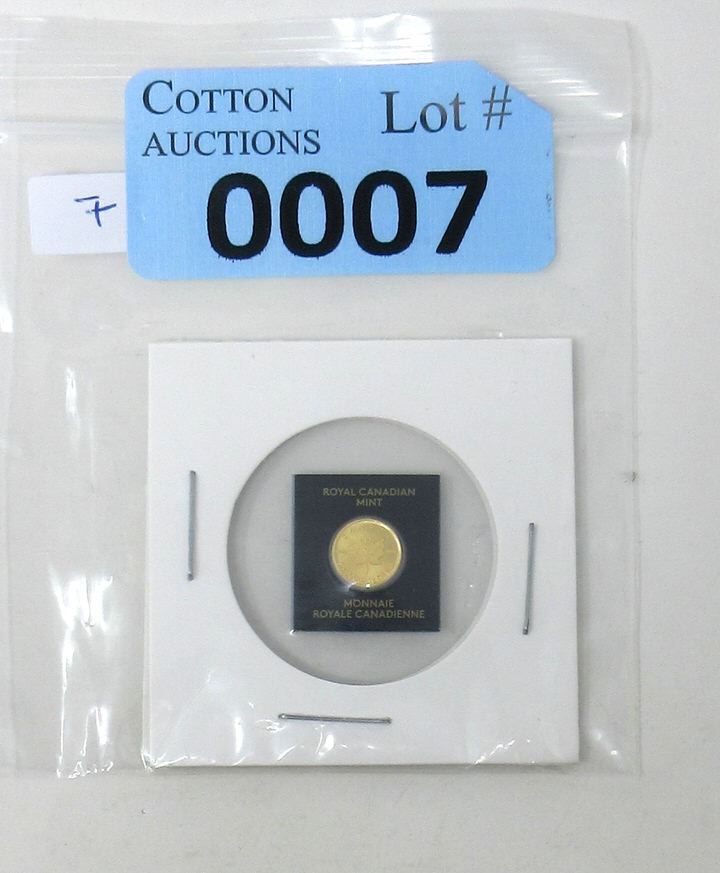 COTTON
AUCTIONS
Lot #
0007
7
ROYAL CANADIAN
MINT
MONNAIE
ROYALE CANADIENNE